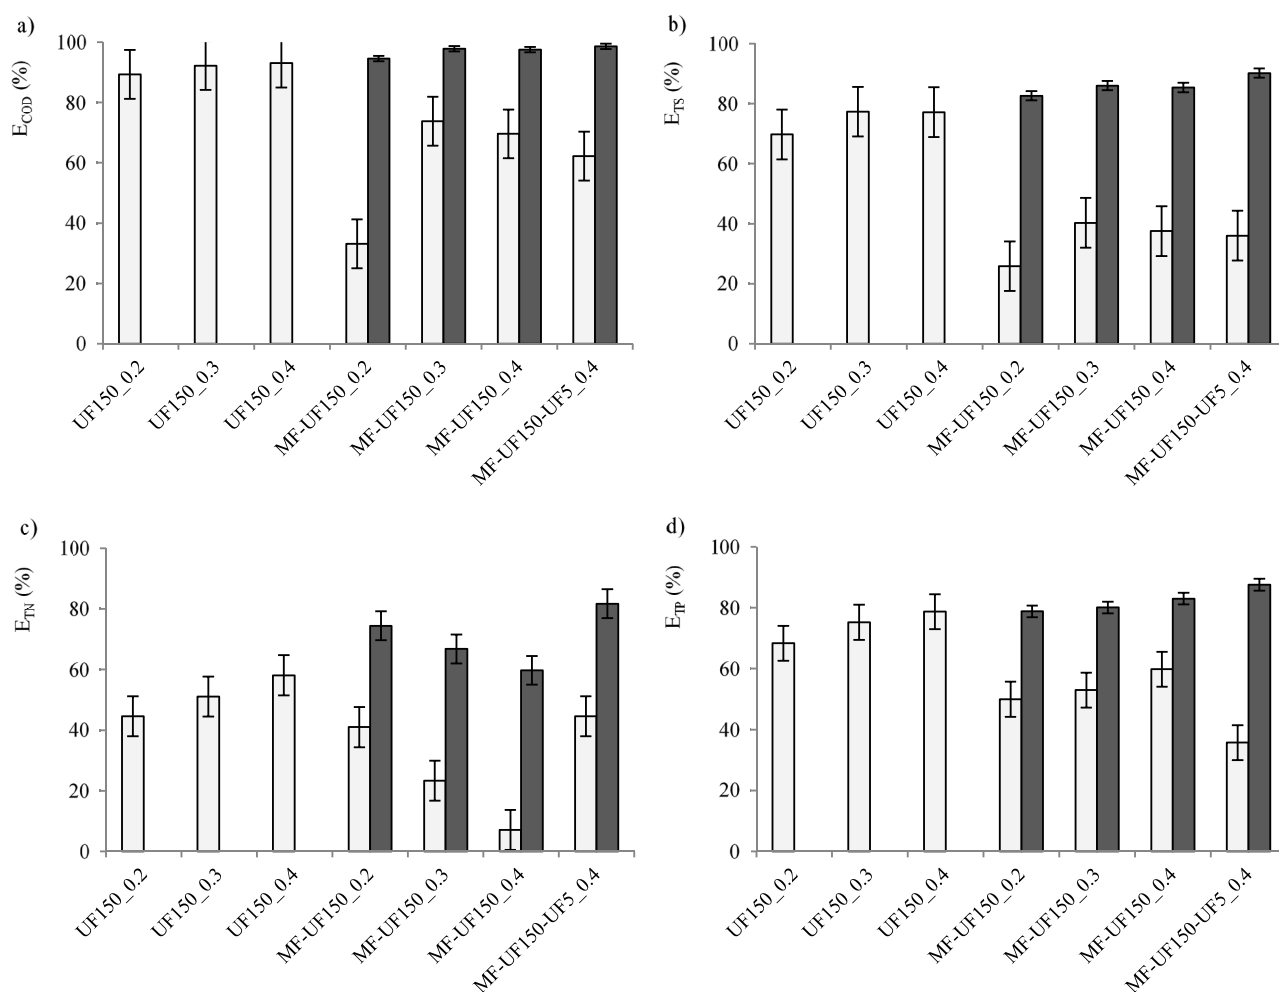 a)
E_COD (%)
100
80
60
40
20
0
UF150_0.2
UF150_0.3
UF150_0.4
MF-UF150_0.2
MF-UF150_0.3
MF-UF150_0.4
MF-UF150-UF5_0.4
b)
E_TS (%)
100
80
60
40
20
0
UF150_0.2
UF150_0.3
UF150_0.4
MF-UF150_0.2
MF-UF150_0.3
MF-UF150_0.4
MF-UF150-UF5_0.4
c)
E_TN (%)
100
80
60
40
20
0
UF150_0.2
UF150_0.3
UF150_0.4
MF-UF150_0.2
MF-UF150_0.3
MF-UF150_0.4
MF-UF150-UF5_0.4
d)
E_TP (%)
100
80
60
40
20
0
UF150_0.2
UF150_0.3
UF150_0.4
MF-UF150_0.2
MF-UF150_0.3
MF-UF150_0.4
MF-UF150-UF5_0.4